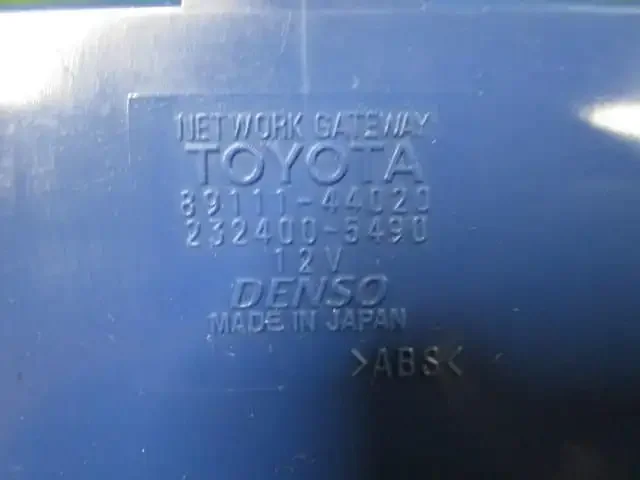 NETWORK GATEWAY
TOYOTA
89111-44020
232400-5490
12V
DENSO
MADE IN JAPAN
>ABS<